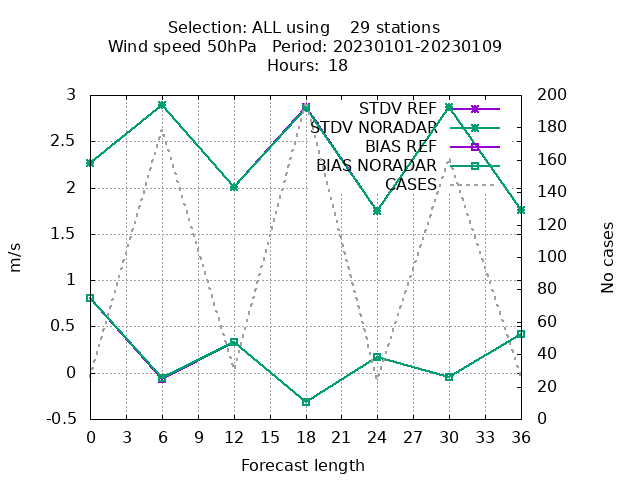 Selection: ALL using    29 stations
Wind speed 50hPa   Period: 20230101-20230109
Hours:  18
STDV REF
STDV NORADAR
BIAS REF
BIAS NORADAR
CASES
3
2.5
2
1.5
1
0.5
0
-0.5
m/s
200
180
160
140
120
100
80
60
40
20
0
No cases
0 3 6 9 12 15 18 21 24 27 30 33 36
Forecast length